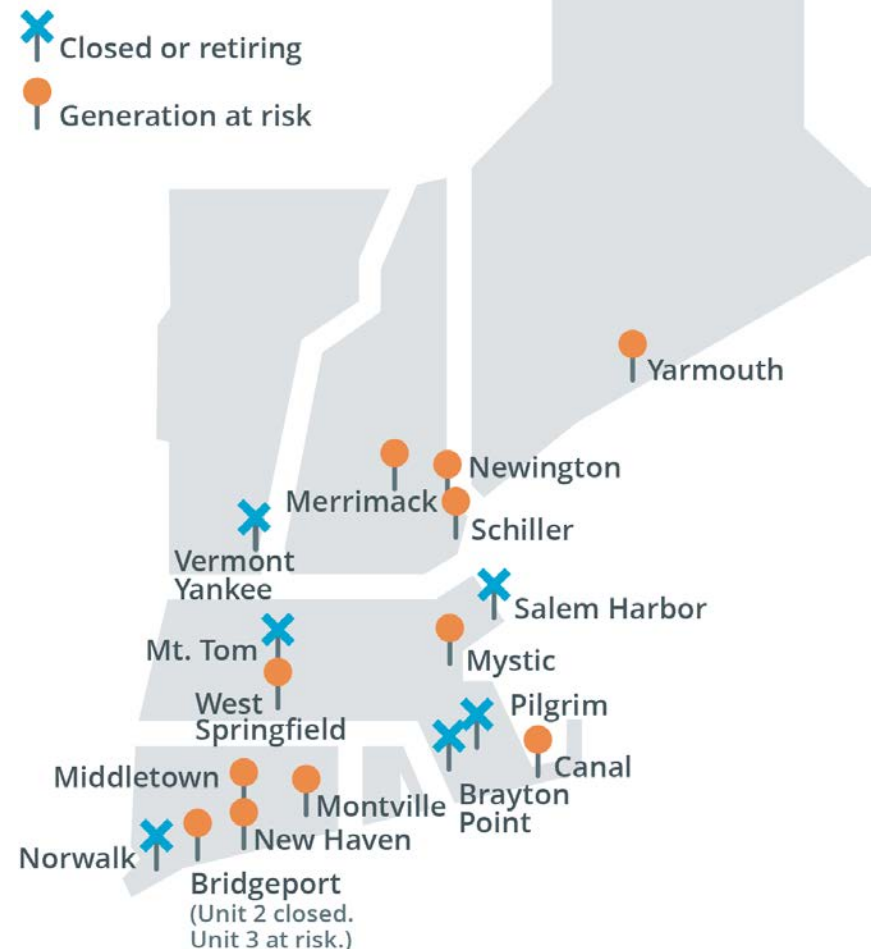 Closed or retiring
Generation at risk
Yarmouth
Newington
Merrimack
Schiller
Vermont
Yankee
Salem Harbor
Mt. Tom
Mystic
West
Springfield
Pilgrim
Canal
Middletown
Montville
Brayton
Point
New Haven
Norwalk
Bridgeport
(Unit 2 closed.
Unit 3 at risk.)